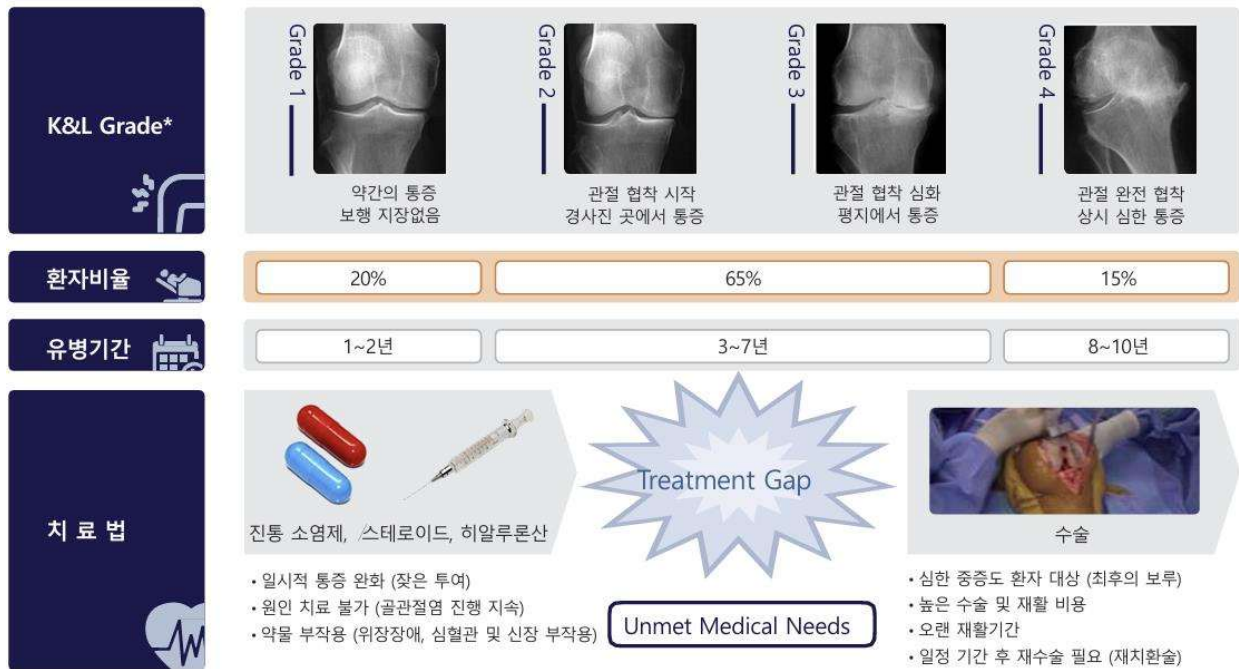 K&L Grade*
Grade 1
Grade 2
Grade 3
Grade 4
약간의 통증
보행 지장없음
관절 협착 시작
경사진 곳에서 통증
관절 협착 심화
평지에서 통증
관절 완전 협착
상시 심한 통증
환자비율
20%
65%
15%
유병기간
1~2년
3~7년
8~10년
치 료 법
진통 소염제, /스테로이드, 히알루론산
• 일시적 통증 완화 (잦은 투여)
• 원인 치료 불가 (골관절염 진행 지속)
• 약물 부작용 (위장장애, 심혈관 및 신장 부작용)
Treatment Gap
Unmet Medical Needs
수술
• 심한 중증도 환자 대상 (최후의 보루)
• 높은 수술 및 재활 비용
• 오랜 재활기간
• 일정 기간 후 재수술 필요 (재치환술)